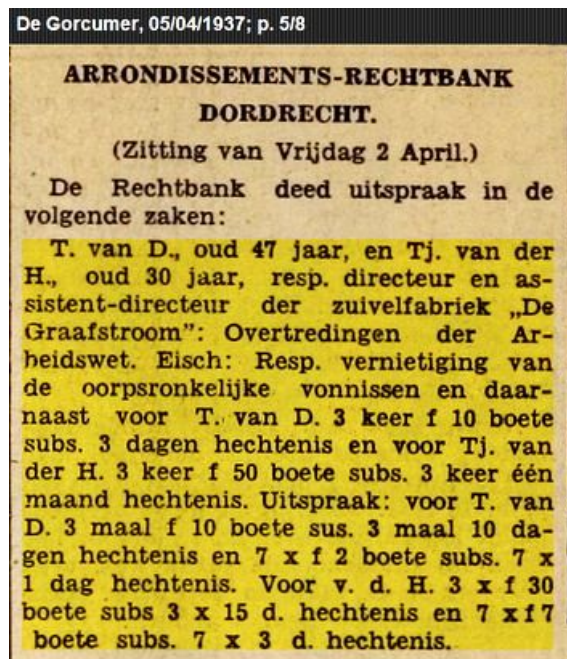 De Gorcumer, 05/04/1937; p. 5/8
ARRONDISSEMENTS-RECHTBANK
DORDRECHT.
(Zitting van Vrijdag 2 April.)
De Rechtbank deed uitspraak in de
volgende zaken:
T. van D., oud 47 jaar, en Tj. van der
H., oud 30 jaar, resp. directeur en as-
sistent-directeur der zuivelfabriek „De
Graafstroom”: Overtredingen der Ar-
heidswet. Eisch: Resp. vernietiging van
de oorpsronkelijke vonnissen en daar-
naast voor T. van D. 3 keer f 10 boete
subs. 3 dagen hechtenis en voor Tj. van
der H. 3 keer f 50 boete subs. 3 keer één
maand hechtenis. Uitspraak: voor T. van
D. 3 maal f 10 boete sus. 3 maal 10 da-
gen hechtenis en 7 x f 2 boete subs. 7 x
1 dag hechtenis. Voor v. d. H. 3 x f 30
boete subs 3 x 15 d. hechtenis en 7 x f 7
boete subs. 7 x 3 d. hechtenis.